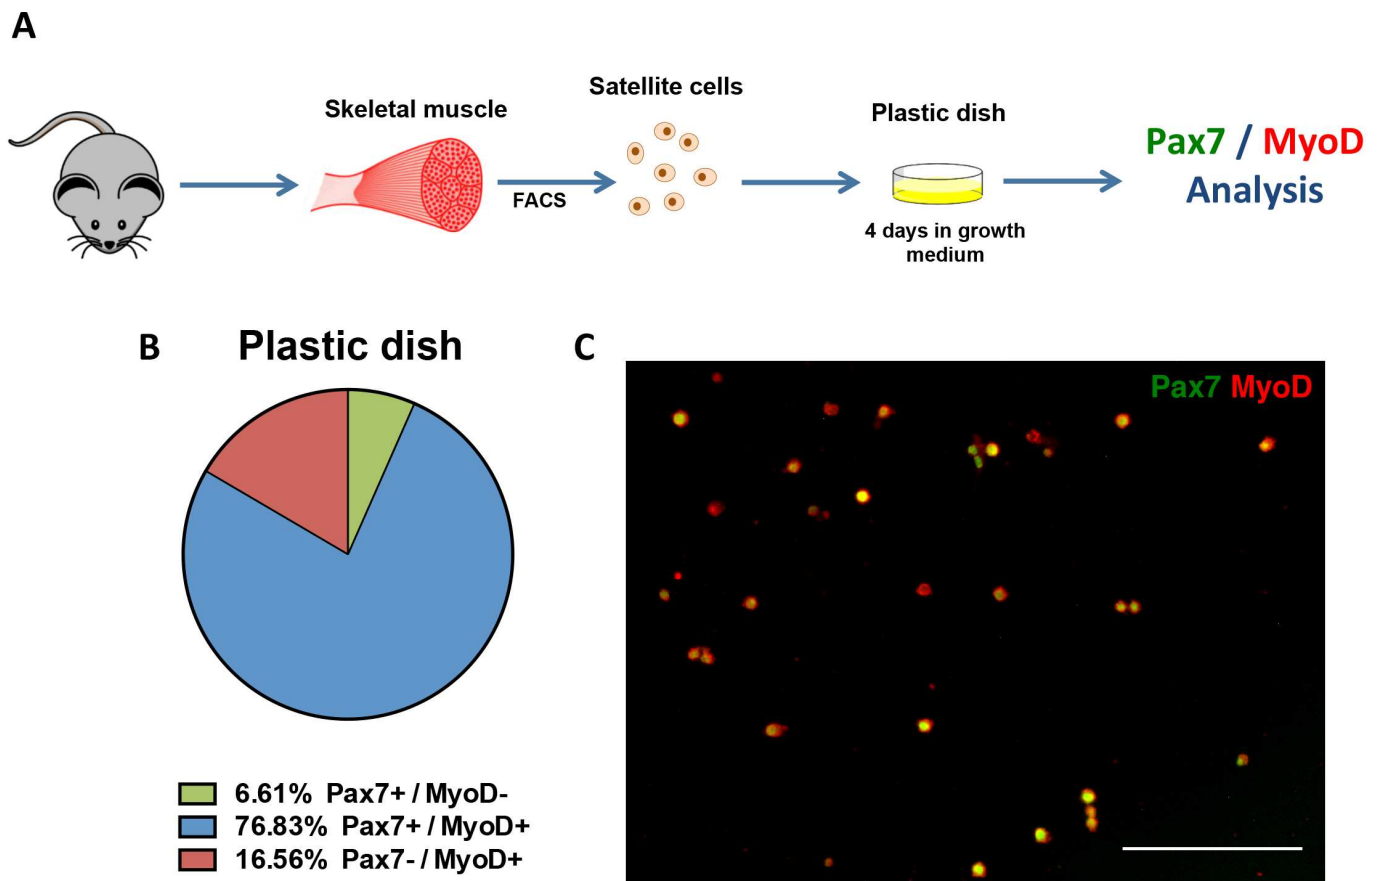 A
Skeletal muscle
FACS
Satellite cells
Plastic dish
4 days in growth
medium
Pax7 / MyoD
Analysis
B
Plastic dish
6.61% Pax7+ / MyoD-
76.83% Pax7+ / MyoD+
16.56% Pax7- / MyoD+
C
Pax7 MyoD